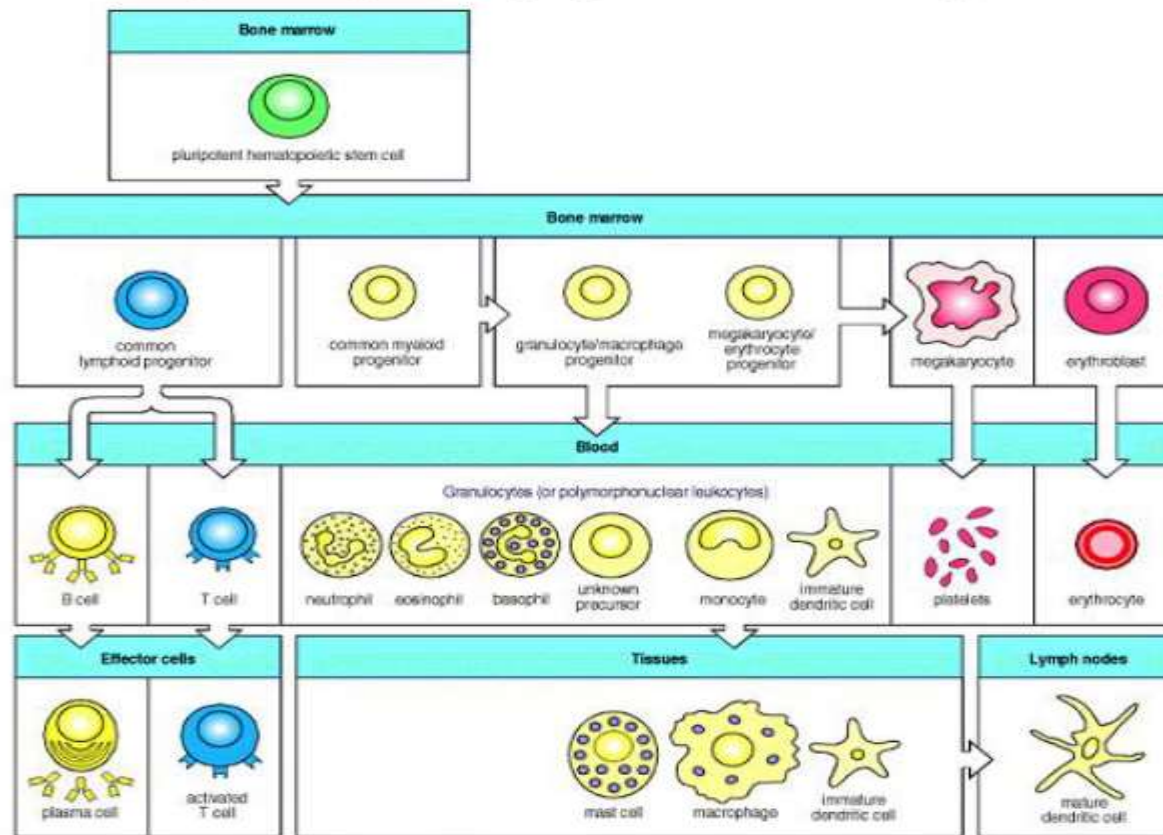 Bone marrow
pluripotent hematopoietic stem cell
Bone marrow
common
lymphoid progenitor
common myeloid
progenitor
granulocyte/macrophage
progenitor
megakaryocyte/
erythrocyte
progenitor
megakaryocyte
erythroblast
Blood
Granulocytes (or polymorphonuclear leukocytes)
B cell
T cell
neutrophil
eosinophil
basophil
unknown
precursor
monocyte
immature
dendritic cell
platelets
erythrocyte
Effector cells
Tissues
Lymph nodes
plasma cell
activated
T cell
mast cell
macrophage
immature
dendritic cell
mature
dendritic cell